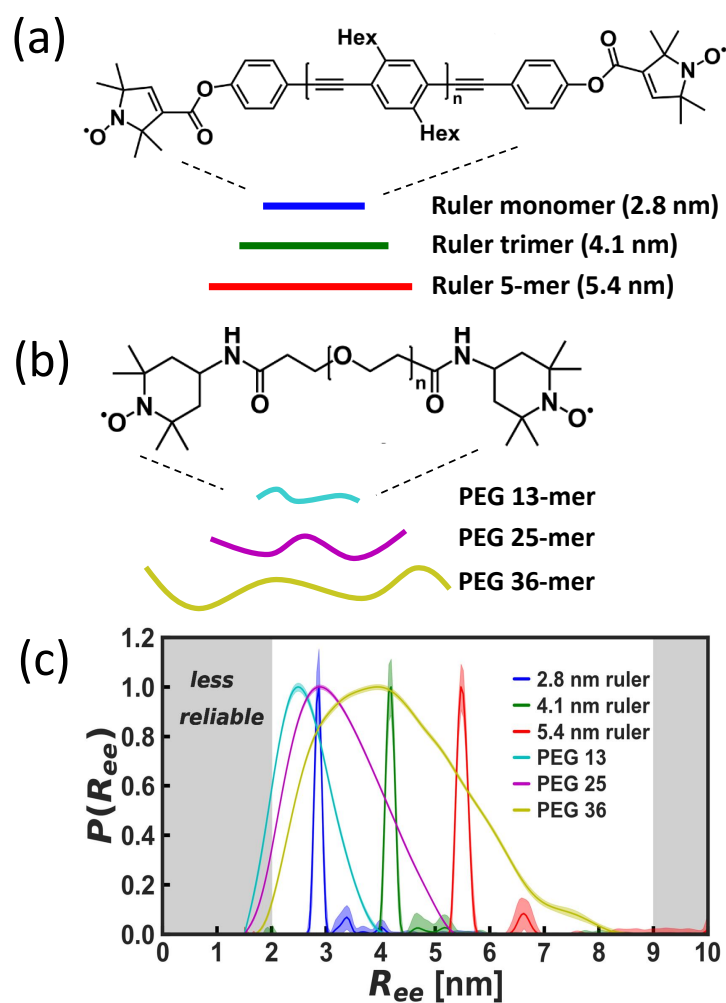 (a)
Hex
O
O
N
•O
O
O
n
Hex
O
O
N
O•
Ruler monomer (2.8 nm)
Ruler trimer (4.1 nm)
Ruler 5-mer (5.4 nm)
(b)
H
N
O
N
•O
O
n
O
H
N
N
O•
PEG 13-mer
PEG 25-mer
PEG 36-mer
(c)
less
reliable
2.8 nm ruler
4.1 nm ruler
5.4 nm ruler
PEG 13
PEG 25
PEG 36
1.2
1.0
0.8
0.6
0.4
0.2
0.0
P(Ree)
0 1 2 3 4 5 6 7 8 9 10
Ree [nm]